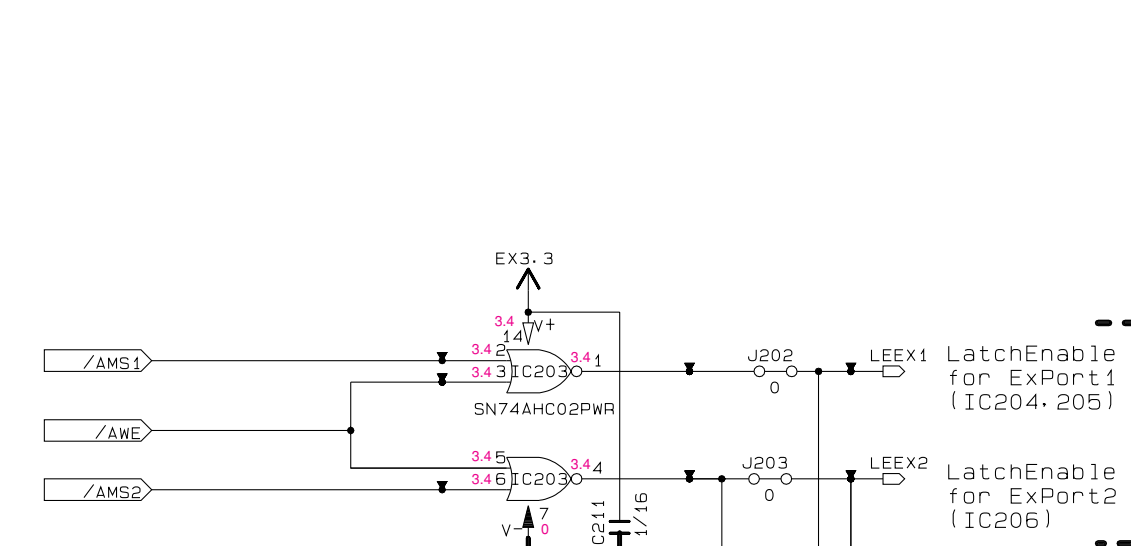 EX3.3
3.4
V+
14
/AMS1
3.4 2
3.4 3
IC203
3.4 1
J202
0
LEEX1
LatchEnable
for ExPort1
(IC204,205)
SN74AHC02PWR
/AWE
3.4 5
3.4 6
IC203
3.4 4
J203
0
LEEX2
LatchEnable
for ExPort2
(IC206)
/AMS2
V-
7
0
C211
1/16